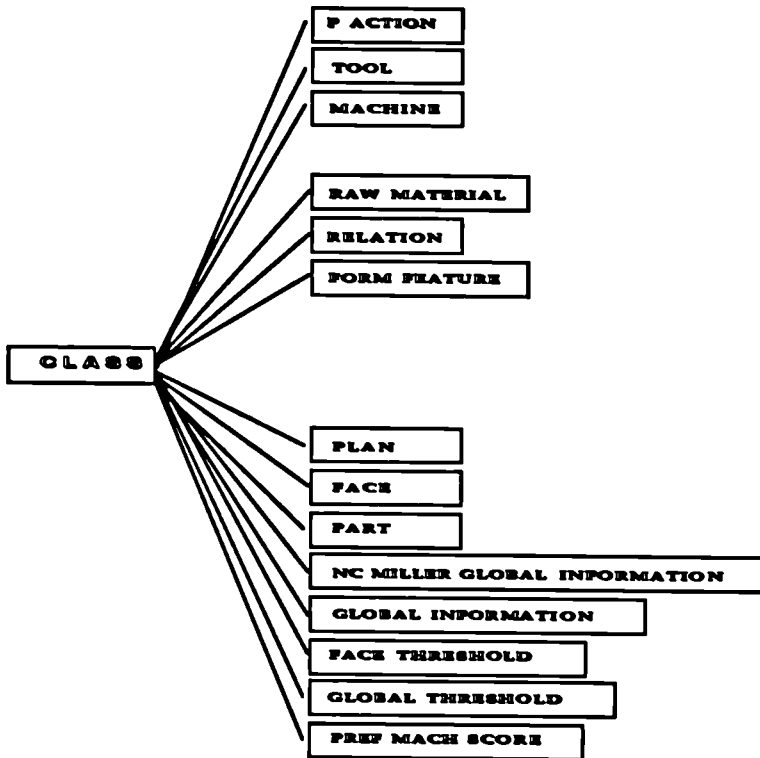 P ACTION
TOOL
MACHINE
RAW MATERIAL
RELATION
FORM FEATURE
CLASS
PLAN
FACE
PART
NC MILLER GLOBAL INFORMATION
GLOBAL INFORMATION
FACE THRESHOLD
GLOBAL THRESHOLD
PREF MACH SCORE